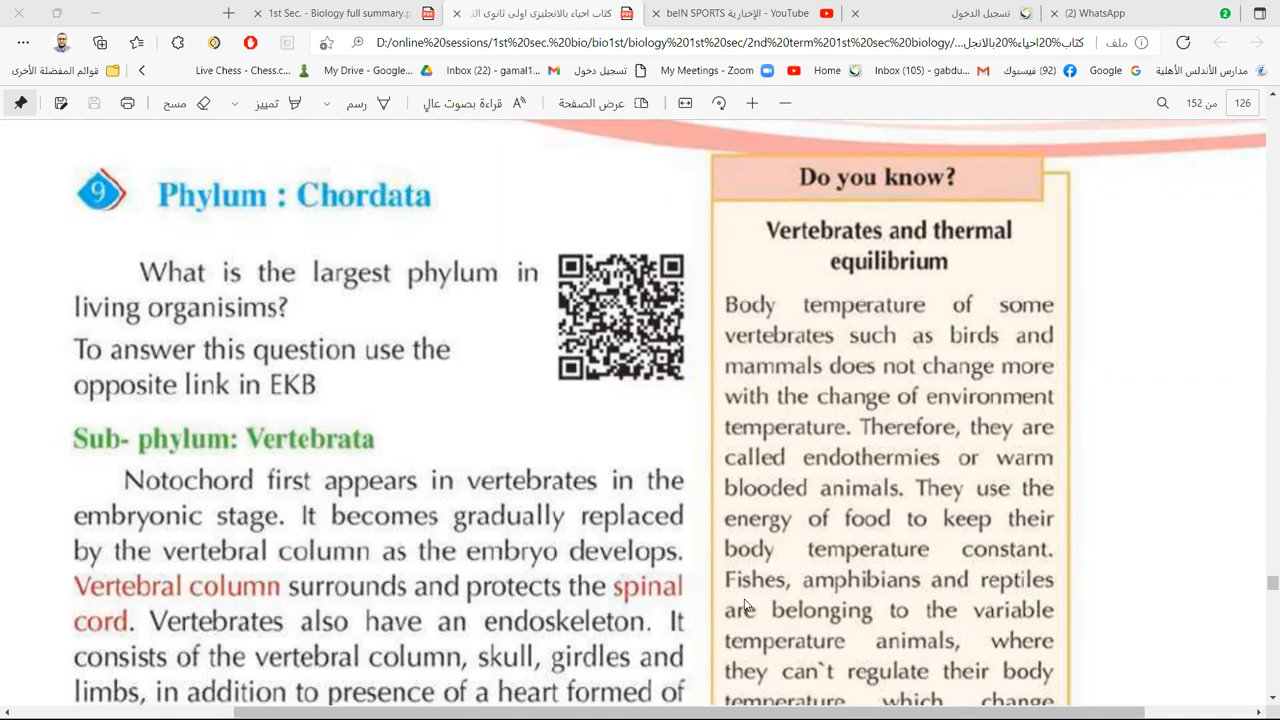 1st Sec. - Biology full summary.p
كتاب احياء بالانجليزى اولى ثانوى الت
beIN SPORTS الإخبارية - YouTube
تسجيل الدخول
(2) WhatsApp
2
D:/online%20sessions/1st%20sec.%20bio/bio1st/biology%201st%20sec/2nd%20term%201st%20sec%20biology/...كتاب%20احياء%20بالانجل
ملف
قوائم المفضلة الأخرى
Live Chess - Chess.c...
My Drive - Google...
Inbox (22) - gamal1...
تسجيل دخول
My Meetings - Zoom
Home
Inbox (105) - gabdu...
(92) فيسبوك
Google
مدارس الأندلس الأهلية
مسح
تمييز
رسم
قراءة بصوت عالٍ
عرض الصفحة
من 152
126
9 Phylum : Chordata
What is the largest phylum in
living organisims?
To answer this question use the
opposite link in EKB
Sub- phylum: Vertebrata
Notochord first appears in vertebrates in the
embryonic stage. It becomes gradually replaced
by the vertebral column as the embryo develops.
Vertebral column surrounds and protects the spinal
cord. Vertebrates also have an endoskeleton. It
consists of the vertebral column, skull, girdles and
limbs, in addition to presence of a heart formed of
Do you know?
Vertebrates and thermal
equilibrium
Body temperature of some
vertebrates such as birds and
mammals does not change more
with the change of environment
temperature. Therefore, they are
called endothermies or warm
blooded animals. They use the
energy of food to keep their
body temperature constant.
Fishes, amphibians and reptiles
are belonging to the variable
temperature animals, where
they can`t regulate their body
temperature which change